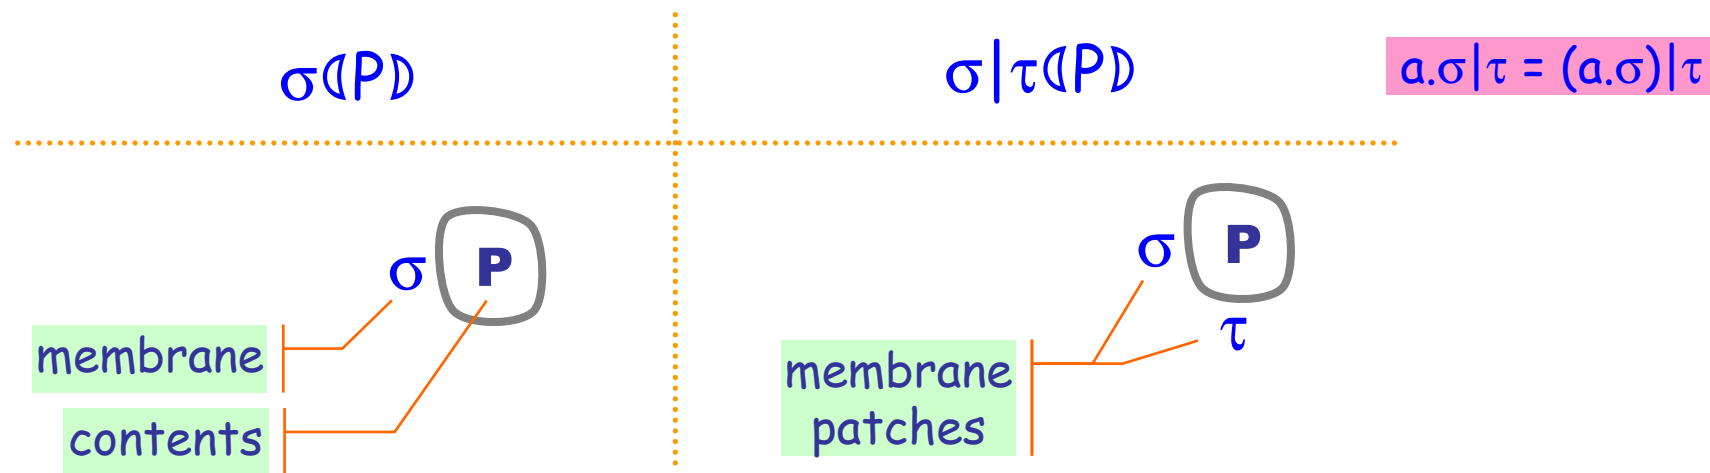 σ⦇P⦈
σ|τ⦇P⦈
a.σ|τ = (a.σ)|τ
σ P
membrane
contents
σ P
τ
membrane
patches